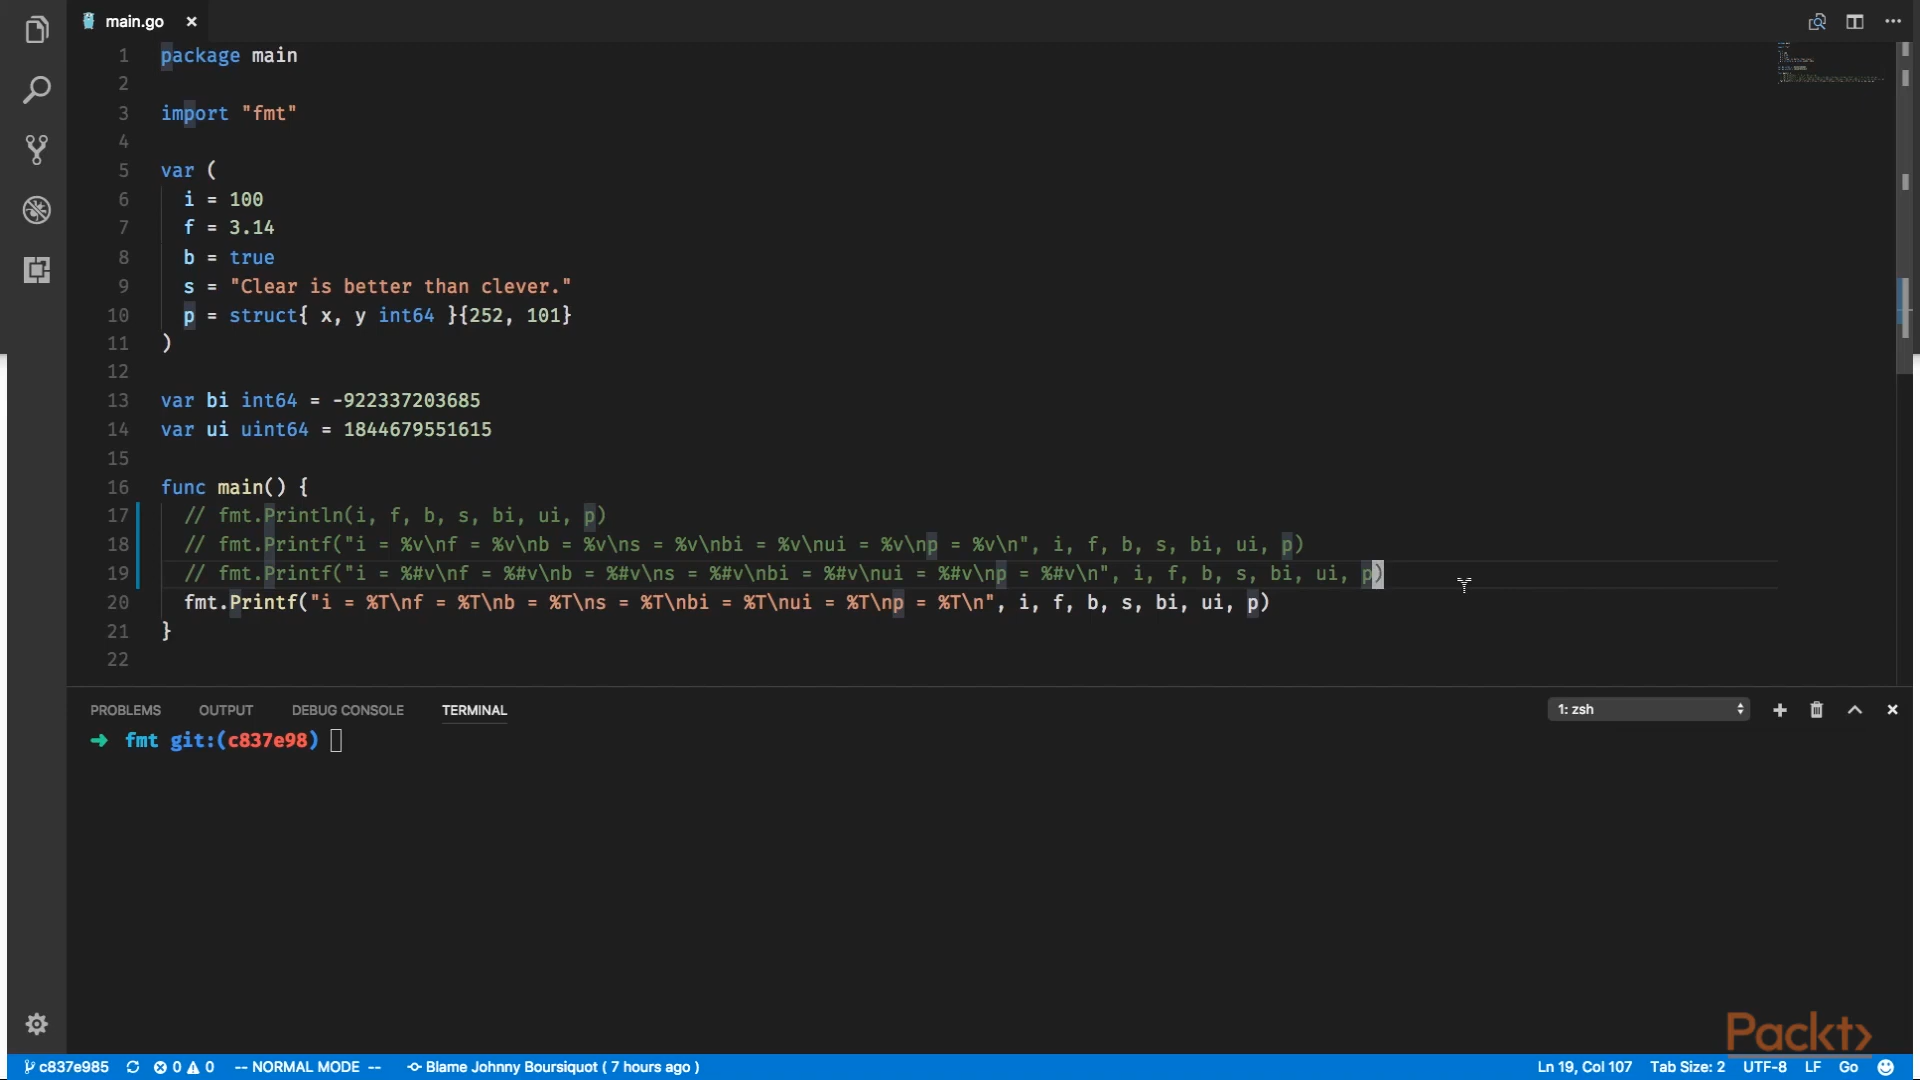 main.go
1 package main
2
3 import "fmt"
4
5 var (
6 i = 100
7 f = 3.14
8 b = true
9 s = "Clear is better than clever."
10 p = struct{ x, y int64 }{252, 101}
11 )
12
13 var bi int64 = -922337203685
14 var ui uint64 = 1844679551615
15
16 func main() {
17 // fmt.Println(i, f, b, s, bi, ui, p)
18 // fmt.Printf("i = %v\nf = %v\nb = %v\ns = %v\nbi = %v\nui = %v\np = %v\n", i, f, b, s, bi, ui, p)
19 // fmt.Printf("i = %#v\nf = %#v\nb = %#v\ns = %#v\nbi = %#v\nui = %#v\np = %#v\n", i, f, b, s, bi, ui, p)
20 fmt.Printf("i = %T\nf = %T\nb = %T\ns = %T\nbi = %T\nui = %T\np = %T\n", i, f, b, s, bi, ui, p)
21 }
22
PROBLEMS OUTPUT DEBUG CONSOLE TERMINAL 1: zsh
➜ fmt git:(c837e98)
Packt>
c837e985 0 0 -- NORMAL MODE -- Blame Johnny Boursiquot ( 7 hours ago ) Ln 19, Col 107 Tab Size: 2 UTF-8 LF Go